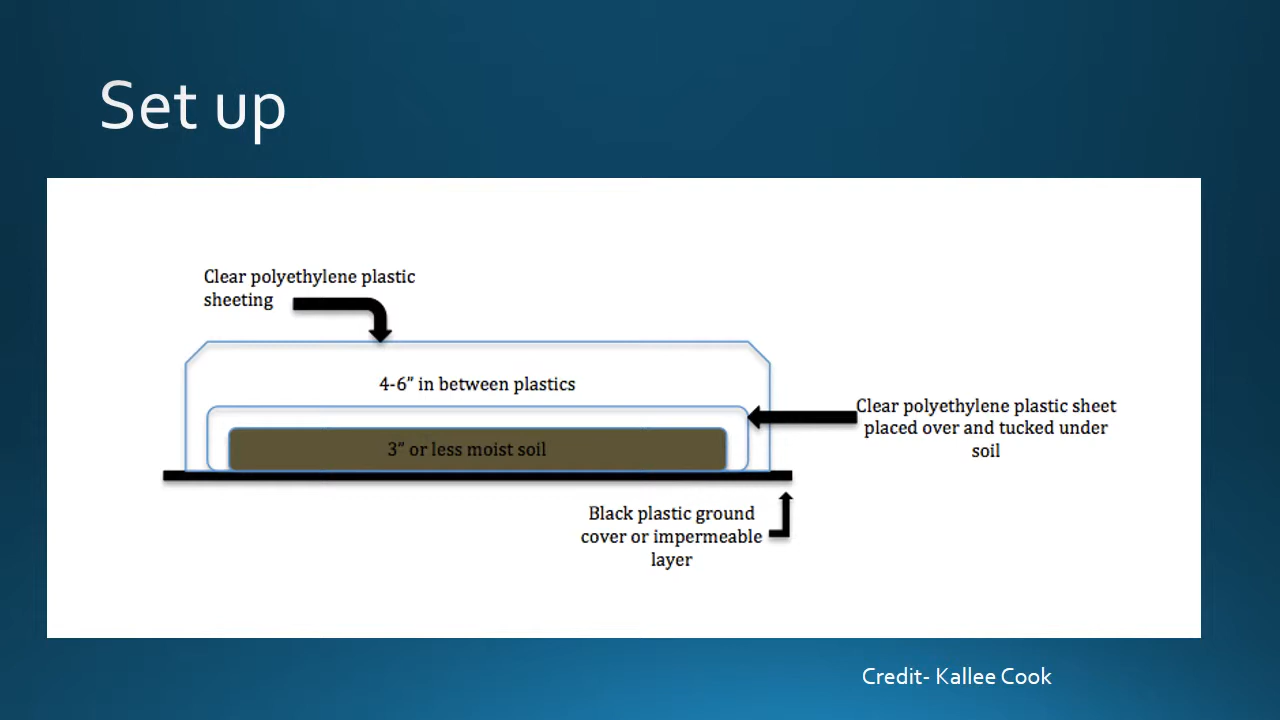 Set up
Clear polyethylene plastic
sheeting
4-6” in between plastics
Clear polyethylene plastic sheet
placed over and tucked under
soil
3” or less moist soil
Black plastic ground
cover or impermeable
layer
Credit- Kallee Cook